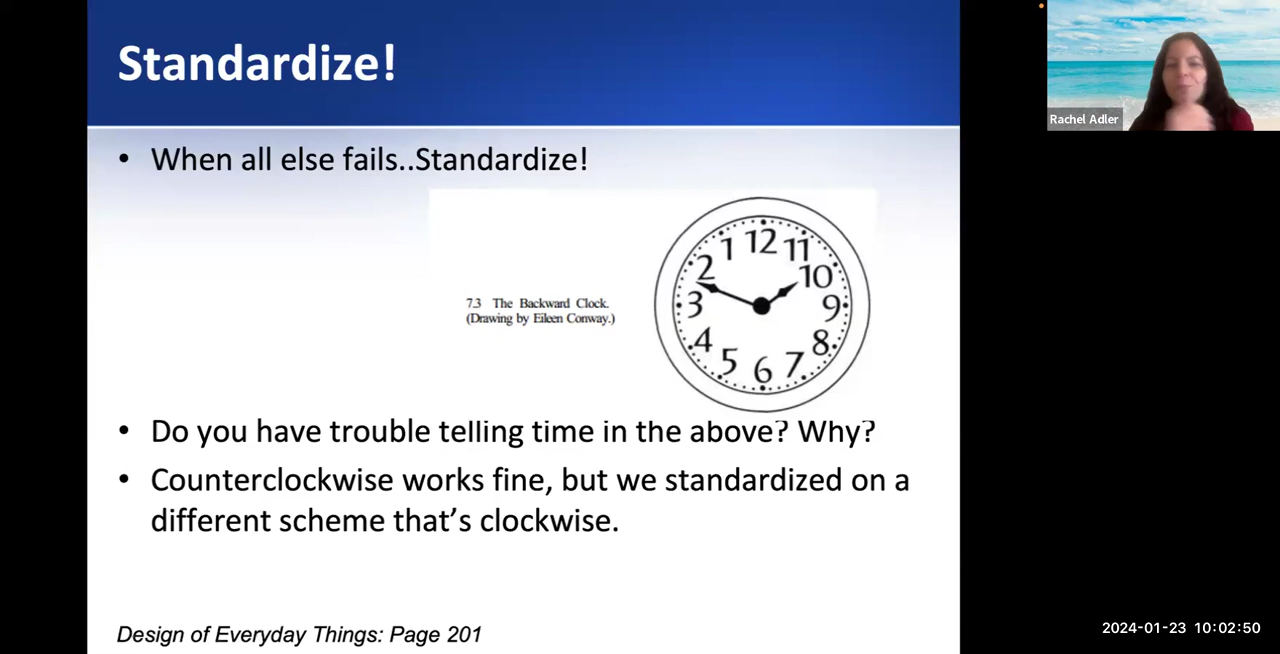 Standardize!
Rachel Adler
• When all else fails..Standardize!
12
11
10
9
8
7
6
5
4
3
2
1
7.3 The Backward Clock.
(Drawing by Eileen Conway.)
• Do you have trouble telling time in the above? Why?
• Counterclockwise works fine, but we standardized on a
different scheme that's clockwise.
Design of Everyday Things: Page 201
2024-01-23 10:02:50